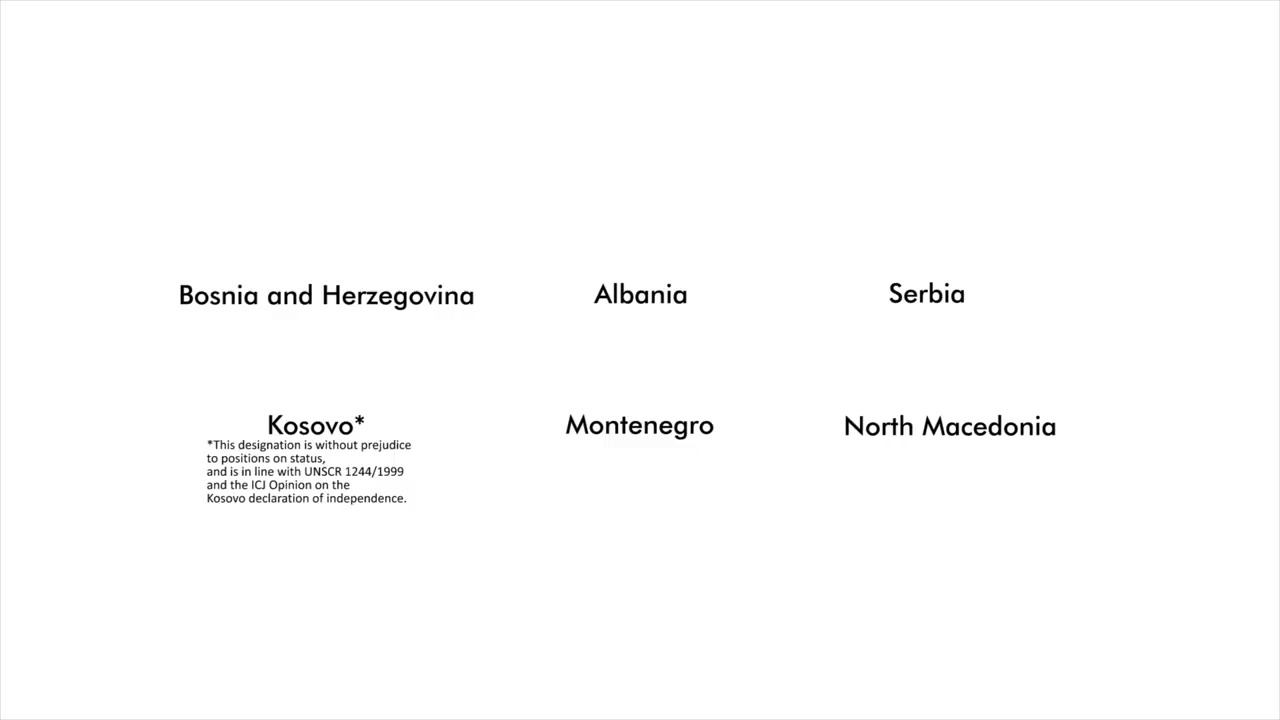 Bosnia and Herzegovina
Albania
Serbia
Kosovo*
*This designation is without prejudice
to positions on status,
and is in line with UNSCR 1244/1999
and the ICJ Opinion on the
Kosovo declaration of independence.
Montenegro
North Macedonia